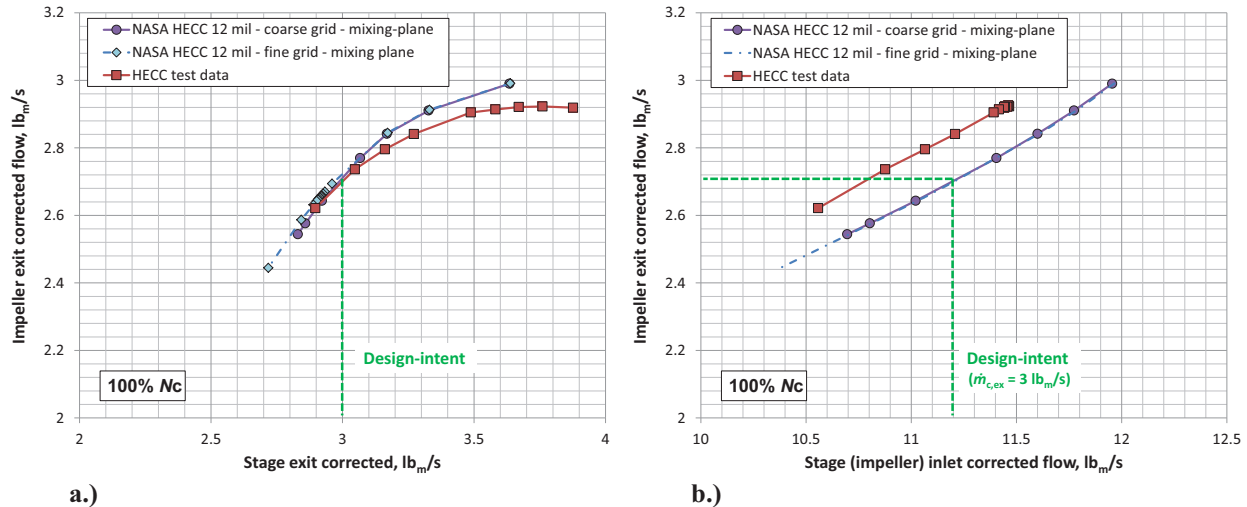 3.2
3
2.8
2.6
2.4
2.2
2
Impeller exit corrected flow, lbm/s
NASA HECC 12 mil - coarse grid - mixing-plane
NASA HECC 12 mil - fine grid - mixing plane
HECC test data
Design-intent
100% Nc
2
2.5
3
3.5
4
Stage exit corrected, lbm/s
a.)
3.2
3
2.8
2.6
2.4
2.2
2
Impeller exit corrected flow, lbm/s
NASA HECC 12 mil - coarse grid - mixing-plane
NASA HECC 12 mil - fine grid - mixing-plane
HECC test data
Design-intent
(ṁc,ex = 3 lbm/s)
100% Nc
10
10.5
11
11.5
12
12.5
Stage (impeller) inlet corrected flow, lbm/s
b.)